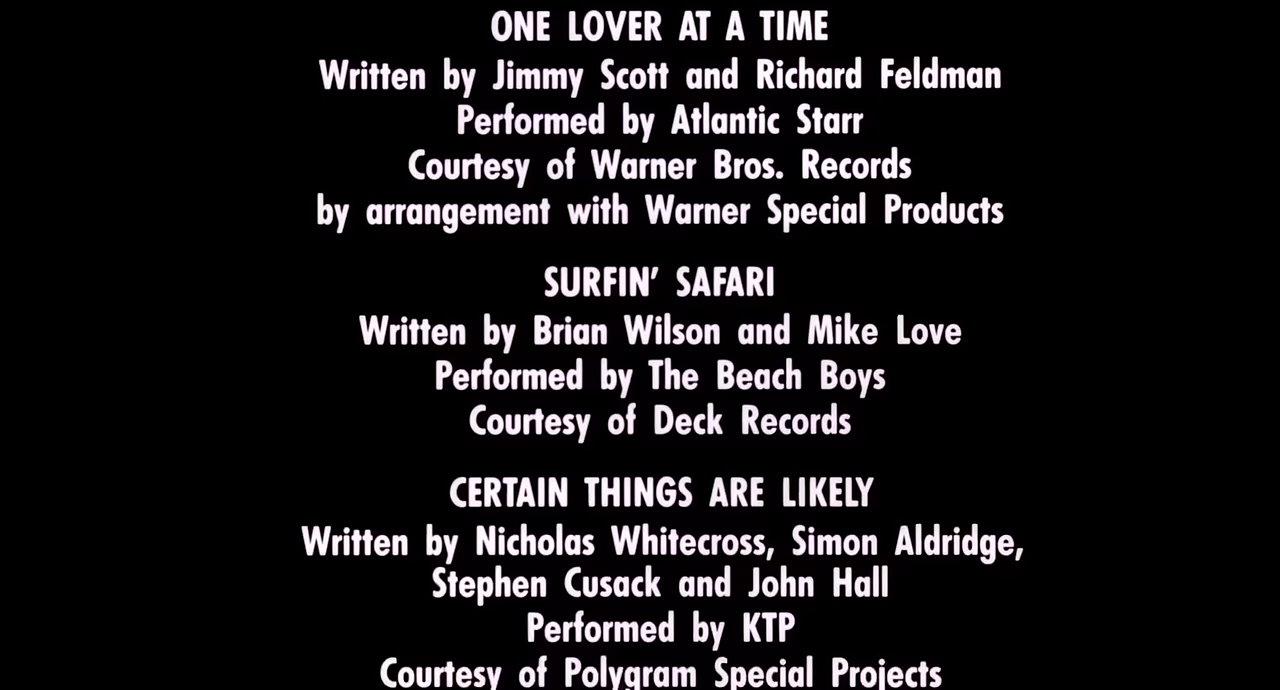 ONE LOVER AT A TIME
Written by Jimmy Scott and Richard Feldman
Performed by Atlantic Starr
Courtesy of Warner Bros. Records
by arrangement with Warner Special Products
SURFIN' SAFARI
Written by Brian Wilson and Mike Love
Performed by The Beach Boys
Courtesy of Deck Records
CERTAIN THINGS ARE LIKELY
Written by Nicholas Whitecross, Simon Aldridge,
Stephen Cusack and John Hall
Performed by KTP
Courtesy of Polygram Special Projects